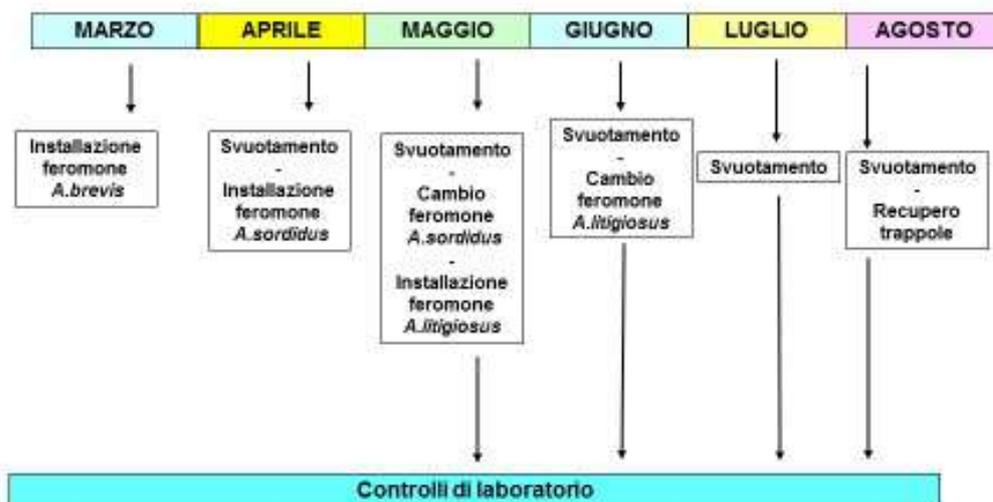 MARZO
APRILE
MAGGIO
GIUGNO
LUGLIO
AGOSTO
Installazione
feromone
A.brevis
Svuotamento
-
Installazione
feromone
A.sordidus
Svuotamento
-
Cambio
feromone
A.sordidus
-
Installazione
feromone
A.litigiosus
Svuotamento
-
Cambio
feromone
A.litigiosus
Svuotamento
Svuotamento
-
Recupero
trappole
Controlli di laboratorio